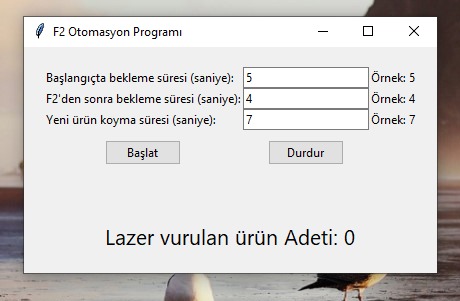 F2 Otomasyon Programı
Başlangıçta bekleme süresi (saniye): 5 Örnek: 5
F2'den sonra bekleme süresi (saniye): 4 Örnek: 4
Yeni ürün koyma süresi (saniye): 7 Örnek: 7
Başlat Durdur
Lazer vurulan ürün Adeti: 0